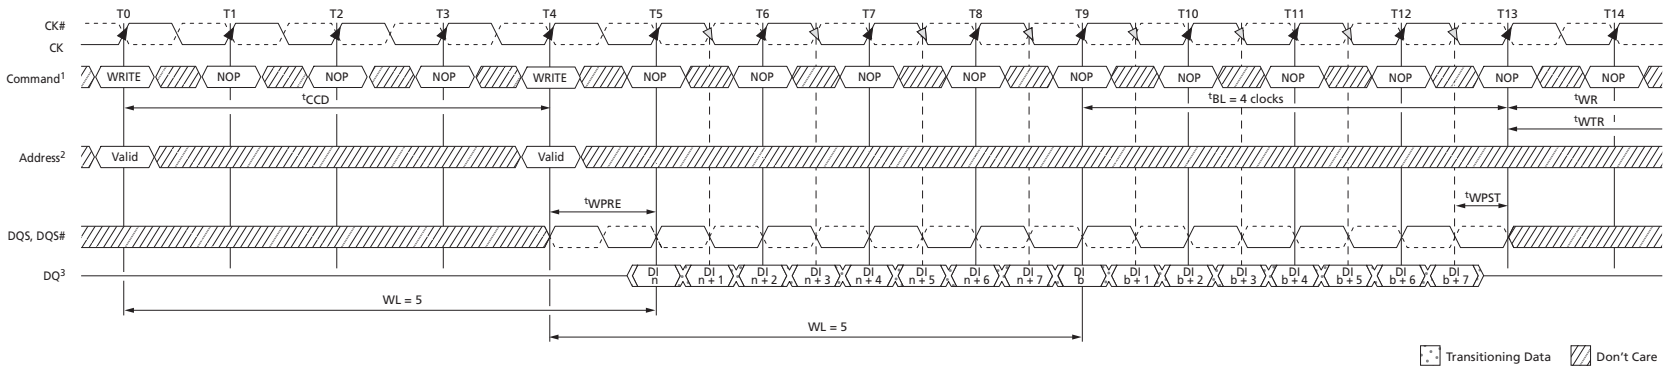 T0 T1 T2 T3 T4 T5 T6 T7 T8 T9 T10 T11 T12 T13 T14
CK#
CK
Command1 WRITE NOP NOP NOP WRITE NOP NOP NOP NOP NOP NOP NOP NOP NOP NOP
tCCD tBL = 4 clocks tWR
tWTR
Address2 Valid Valid
tWPRE tWPST
DQS, DQS#
DQ3 DI n DI n + 1 DI n + 2 DI n + 3 DI n + 4 DI n + 5 DI n + 6 DI n + 7 DI b DI b + 1 DI b + 2 DI b + 3 DI b + 4 DI b + 5 DI b + 6 DI b + 7
WL = 5
WL = 5
Transitioning Data Don't Care